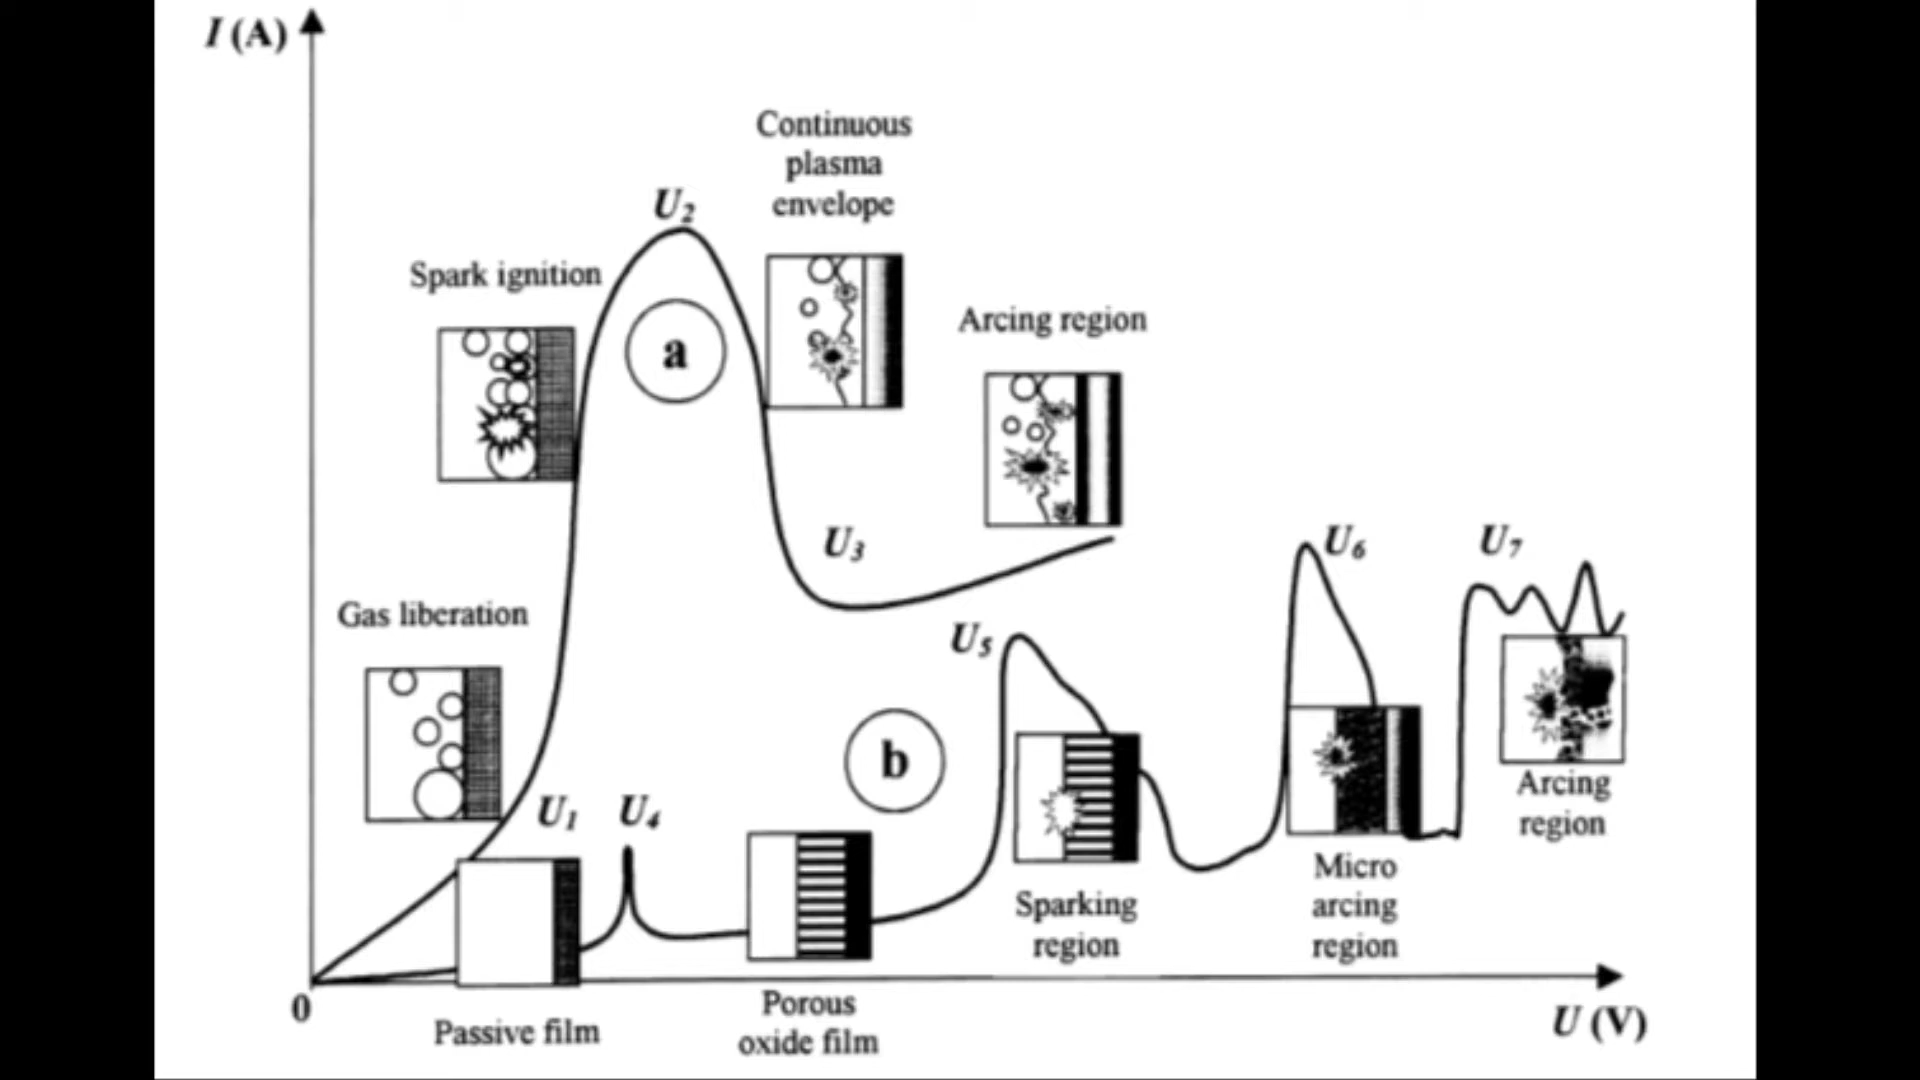 I (A)
Continuous
plasma
envelope
U2
Spark ignition
a
Arcing region
U3
U6
U7
Gas liberation
U5
b
Arcing
region
U1
U4
Micro
arcing
region
Sparking
region
0
Porous
oxide film
U (V)
Passive film